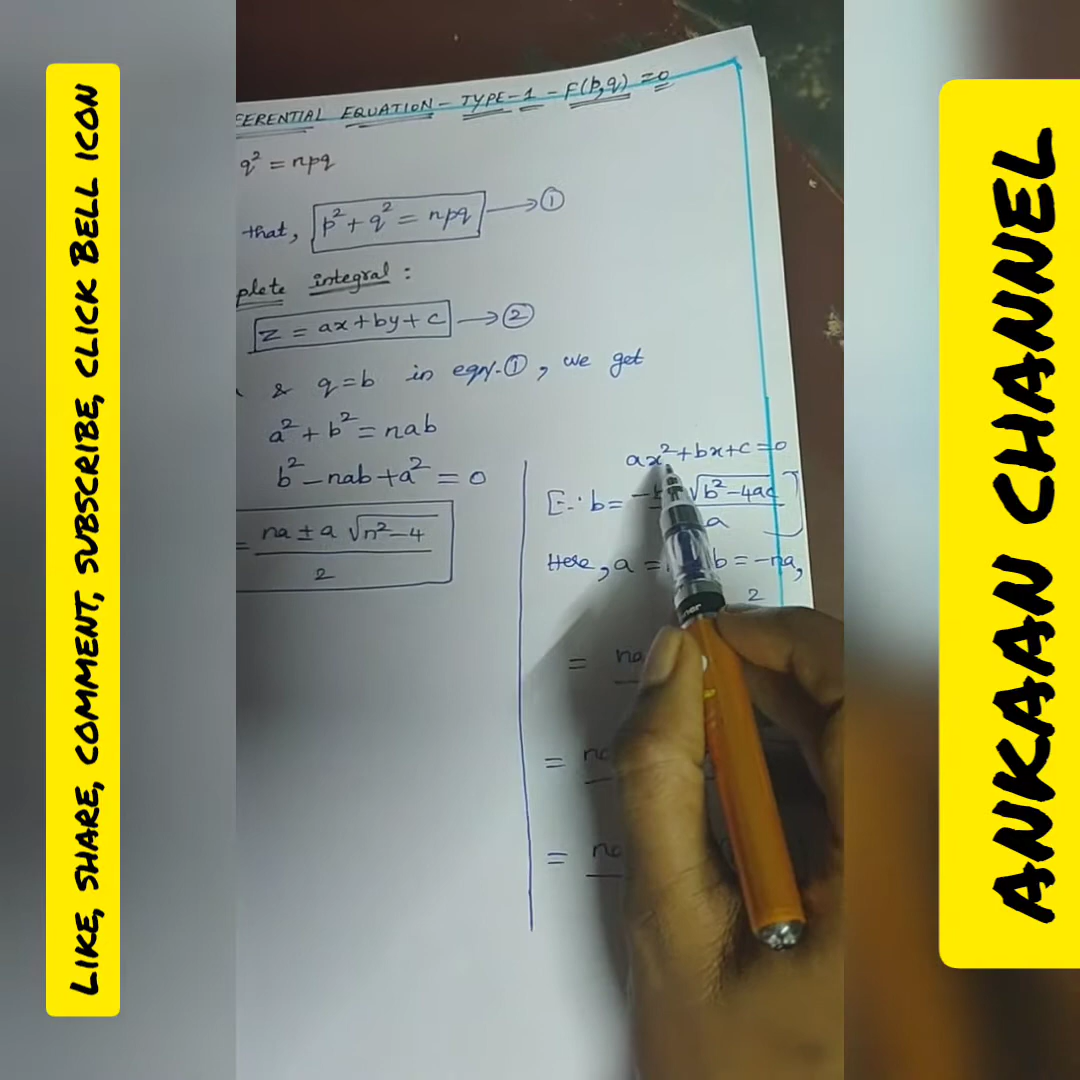 LIKE, SHARE, COMMENT, SUBSCRIBE, CLICK BELL ICON
FERENTIAL EQUATION - TYPE-1 - F(p,q) = 0
q² = npq
that, p² + q² = npq → ①
plete integral :
z = ax + by + c → ②
& q = b in eqn.①, we get
a² + b² = nab
b² - nab + a² = 0
= na ± a √n² - 4
2
ax² + bx + c = 0
[∵ b = √b² - 4ac
a
Here, a = b = -na,
2
= na
=
=
ANKAAN CHANNEL